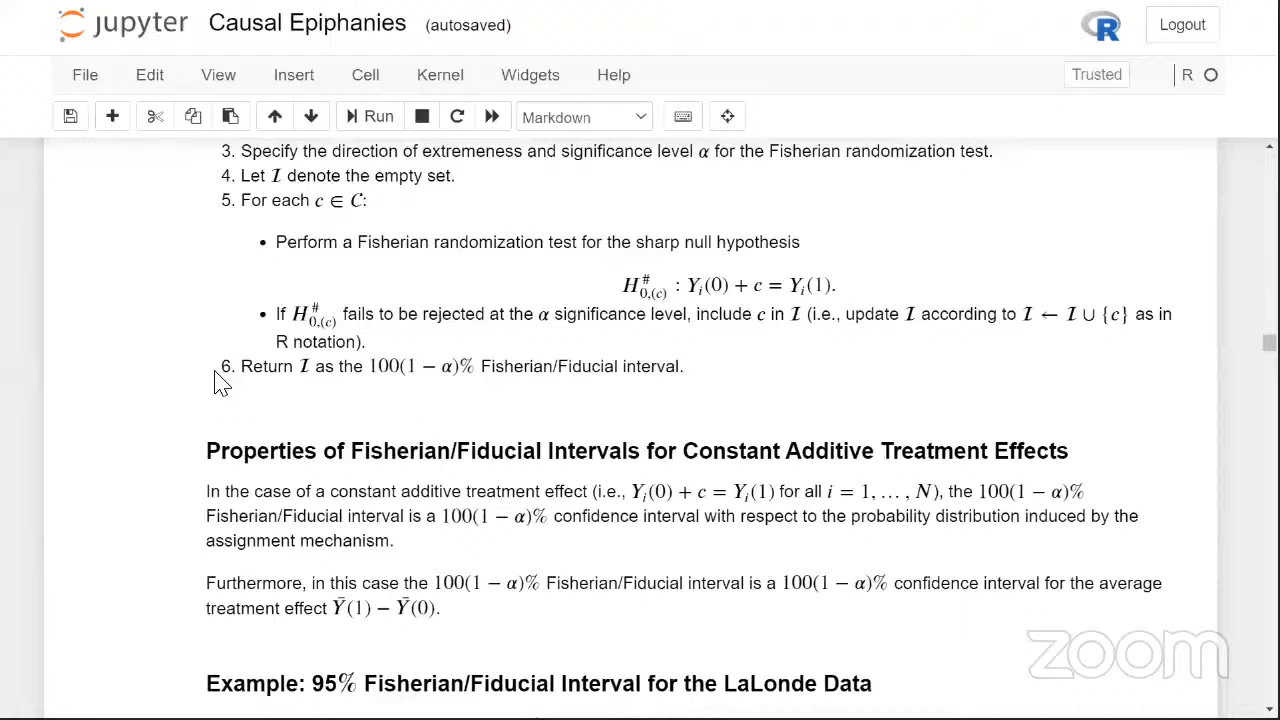 jupyter Causal Epiphanies (autosaved) R Logout
File Edit View Insert Cell Kernel Widgets Help Trusted R
Run Markdown
3. Specify the direction of extremeness and significance level α for the Fisherian randomization test.
4. Let 𝓘 denote the empty set.
5. For each c ∈ 𝓒:
• Perform a Fisherian randomization test for the sharp null hypothesis
H#0,(c) : Yi(0) + c = Yi(1).
• If H#0,(c) fails to be rejected at the α significance level, include c in 𝓘 (i.e., update 𝓘 according to 𝓘 ← 𝓘 ∪ {c} as in
R notation).
6. Return 𝓘 as the 100(1 − α)% Fisherian/Fiducial interval.
Properties of Fisherian/Fiducial Intervals for Constant Additive Treatment Effects
In the case of a constant additive treatment effect (i.e., Yi(0) + c = Yi(1) for all i = 1, … , N), the 100(1 − α)%
Fisherian/Fiducial interval is a 100(1 − α)% confidence interval with respect to the probability distribution induced by the
assignment mechanism.
Furthermore, in this case the 100(1 − α)% Fisherian/Fiducial interval is a 100(1 − α)% confidence interval for the average
treatment effect Ȳ(1) − Ȳ(0).
zoom
Example: 95% Fisherian/Fiducial Interval for the LaLonde Data